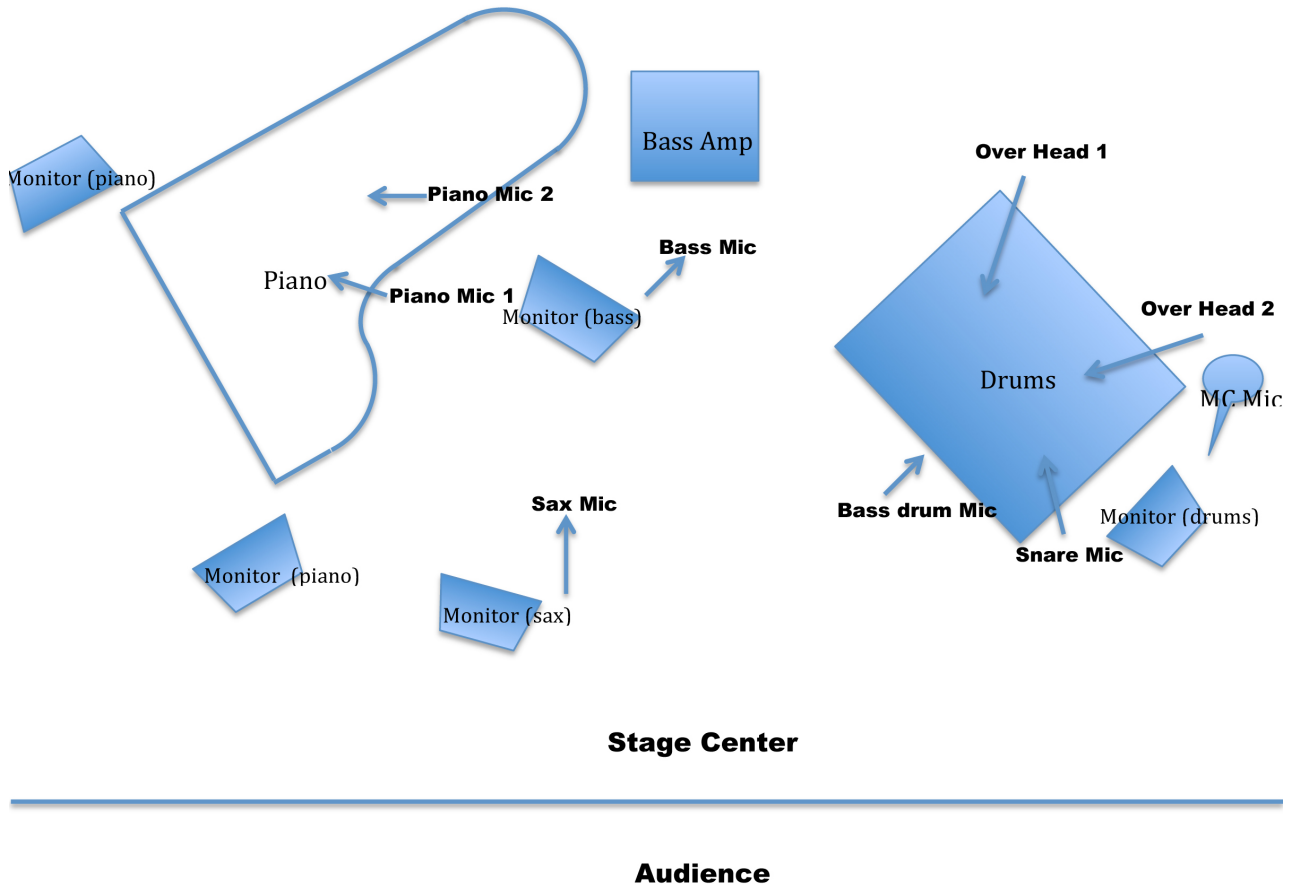 Bass Amp
Over Head 1
Monitor (piano)
Piano Mic 2
Bass Mic
Piano
Piano Mic 1
Over Head 2
Monitor (bass)
Drums
MC Mic
Sax Mic
Bass drum Mic
Monitor (drums)
Snare Mic
Monitor (piano)
Monitor (sax)
Stage Center
Audience